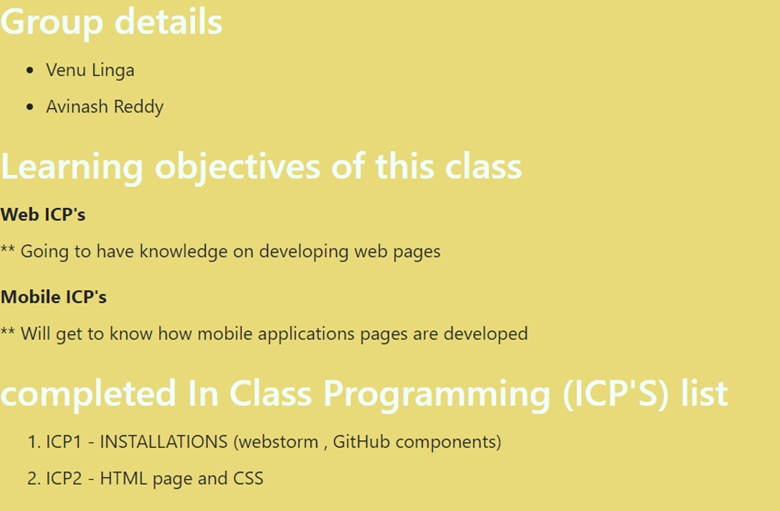 Group details
• Venu Linga
• Avinash Reddy
Learning objectives of this class
Web ICP's
** Going to have knowledge on developing web pages
Mobile ICP's
** Will get to know how mobile applications pages are developed
completed In Class Programming (ICP'S) list
1. ICP1 - INSTALLATIONS (webstorm , GitHub components)
2. ICP2 - HTML page and CSS